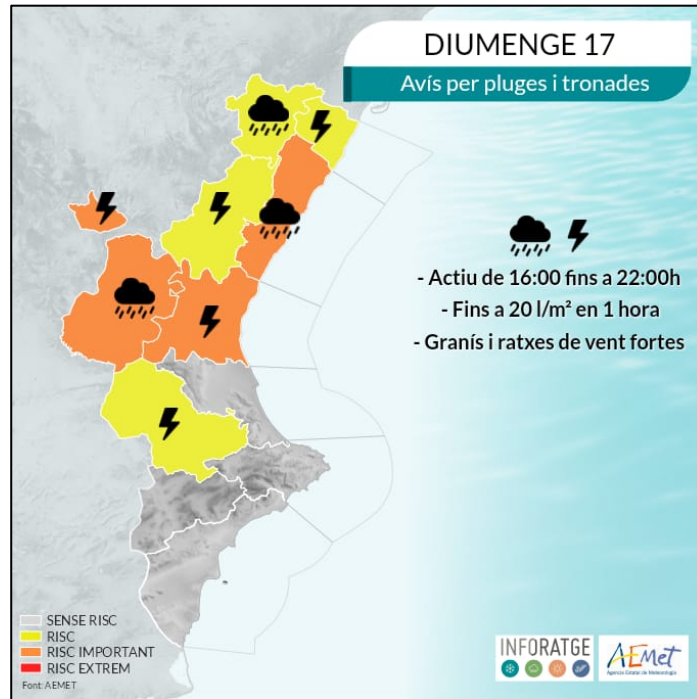 DIUMENGE 17
Avís per pluges i tronades
- Actiu de 16:00 fins a 22:00h
- Fins a 20 l/m² en 1 hora
- Granís i ratxes de vent fortes
SENSE RISC
RISC
RISC IMPORTANT
RISC EXTREM
Font: AEMET
INFORATGE
AEMet
Agencia Estatal de Meteorología